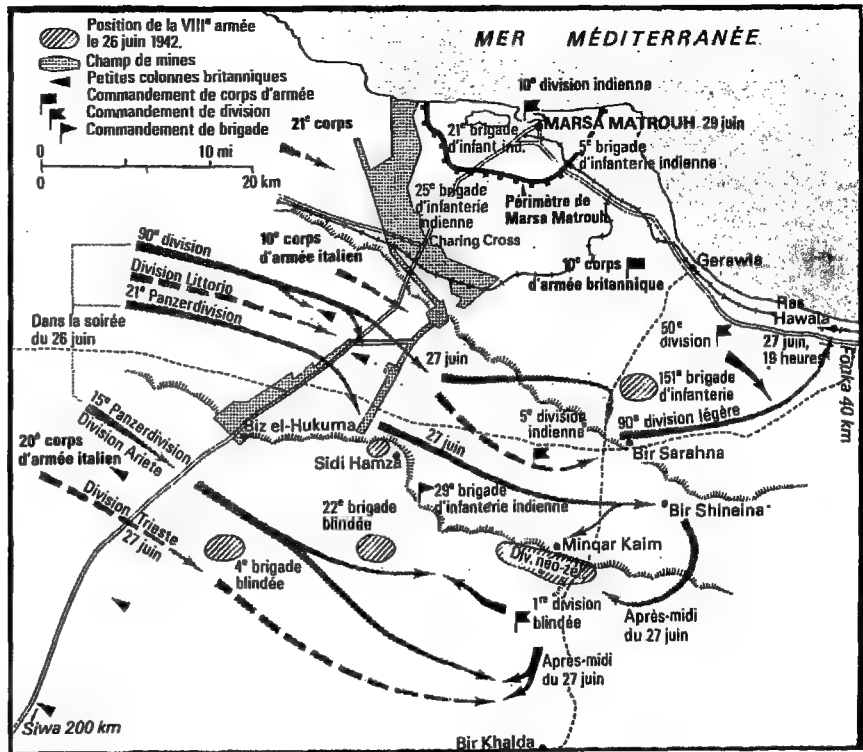 Position de la VIIIe armée
le 26 juin 1942.
Champ de mines
Petites colonnes britanniques
Commandement de corps d'armée
Commandement de division
Commandement de brigade
0 10 mi
0 20 km
MER MÉDITERRANÉE
10e division indienne
MARSA MATROUH 29 juin
21e corps
21e brigade
d'infant. ind.
5e brigade
d'infanterie indienne
25e brigade
d'infanterie
indienne
Périmètre de
Marsa Matrouh
Charing Cross
90e division
10e corps
d'armée italien
10e corps
d'armée britannique
Gerawla
Division Littorio
21e Panzerdivision
Ras
Hawala
Dans la soirée
du 26 juin
50e
division
27 juin,
19 heures
Fouka 40 km
27 juin
151e brigade
d'infanterie
15e Panzerdivision
Division Ariete
5e division
indienne
90e division légère
20e corps
d'armée italien
Biz el-Hukuma
27 juin
Bir Sarahna
Sidi Hamza
Division Trieste
27 juin
22e brigade
blindée
29e brigade
d'infanterie indienne
Bir Shineina
Minqar Kaim
4e brigade
blindée
Div. néo-zé
1re division
blindée
Après-midi
du 27 juin
Après-midi
du 27 juin
Siwa 200 km
Bir Khalda